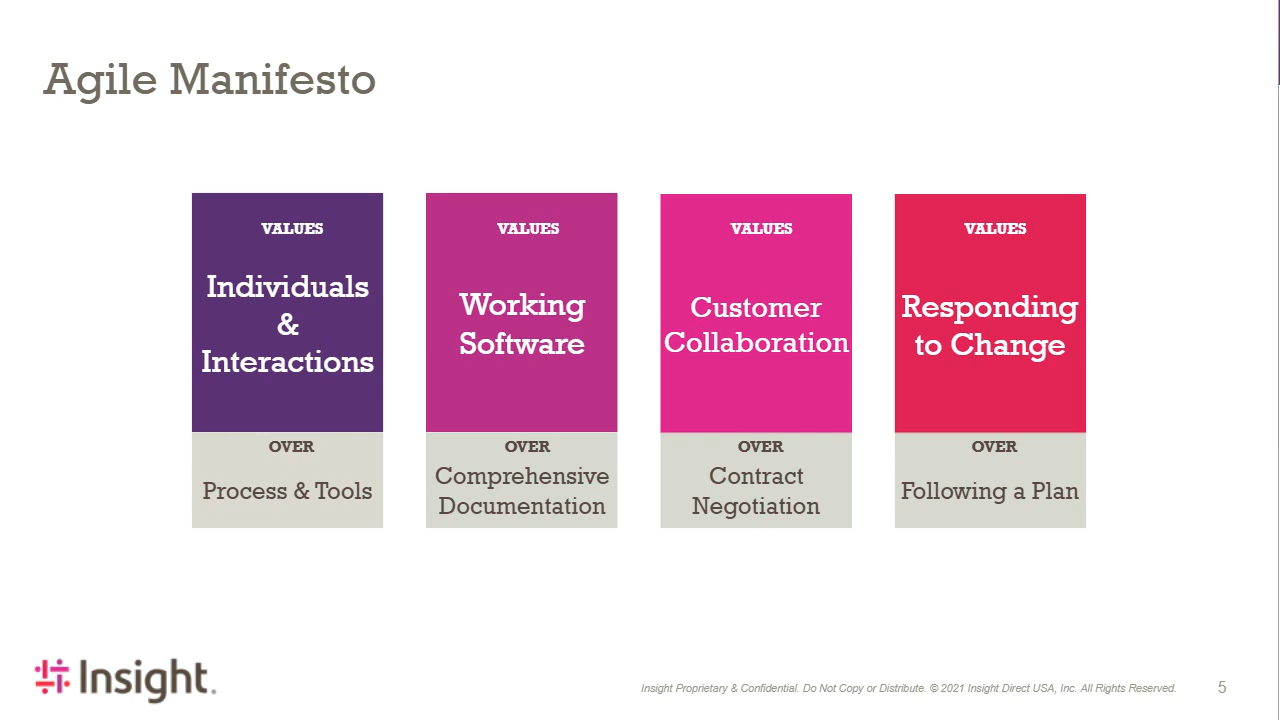 Agile Manifesto
VALUES
Individuals
&
Interactions
OVER
Process & Tools
VALUES
Working
Software
OVER
Comprehensive
Documentation
VALUES
Customer
Collaboration
OVER
Contract
Negotiation
VALUES
Responding
to Change
OVER
Following a Plan
Insight.
Insight Proprietary & Confidential. Do Not Copy or Distribute. © 2021 Insight Direct USA, Inc. All Rights Reserved.
5